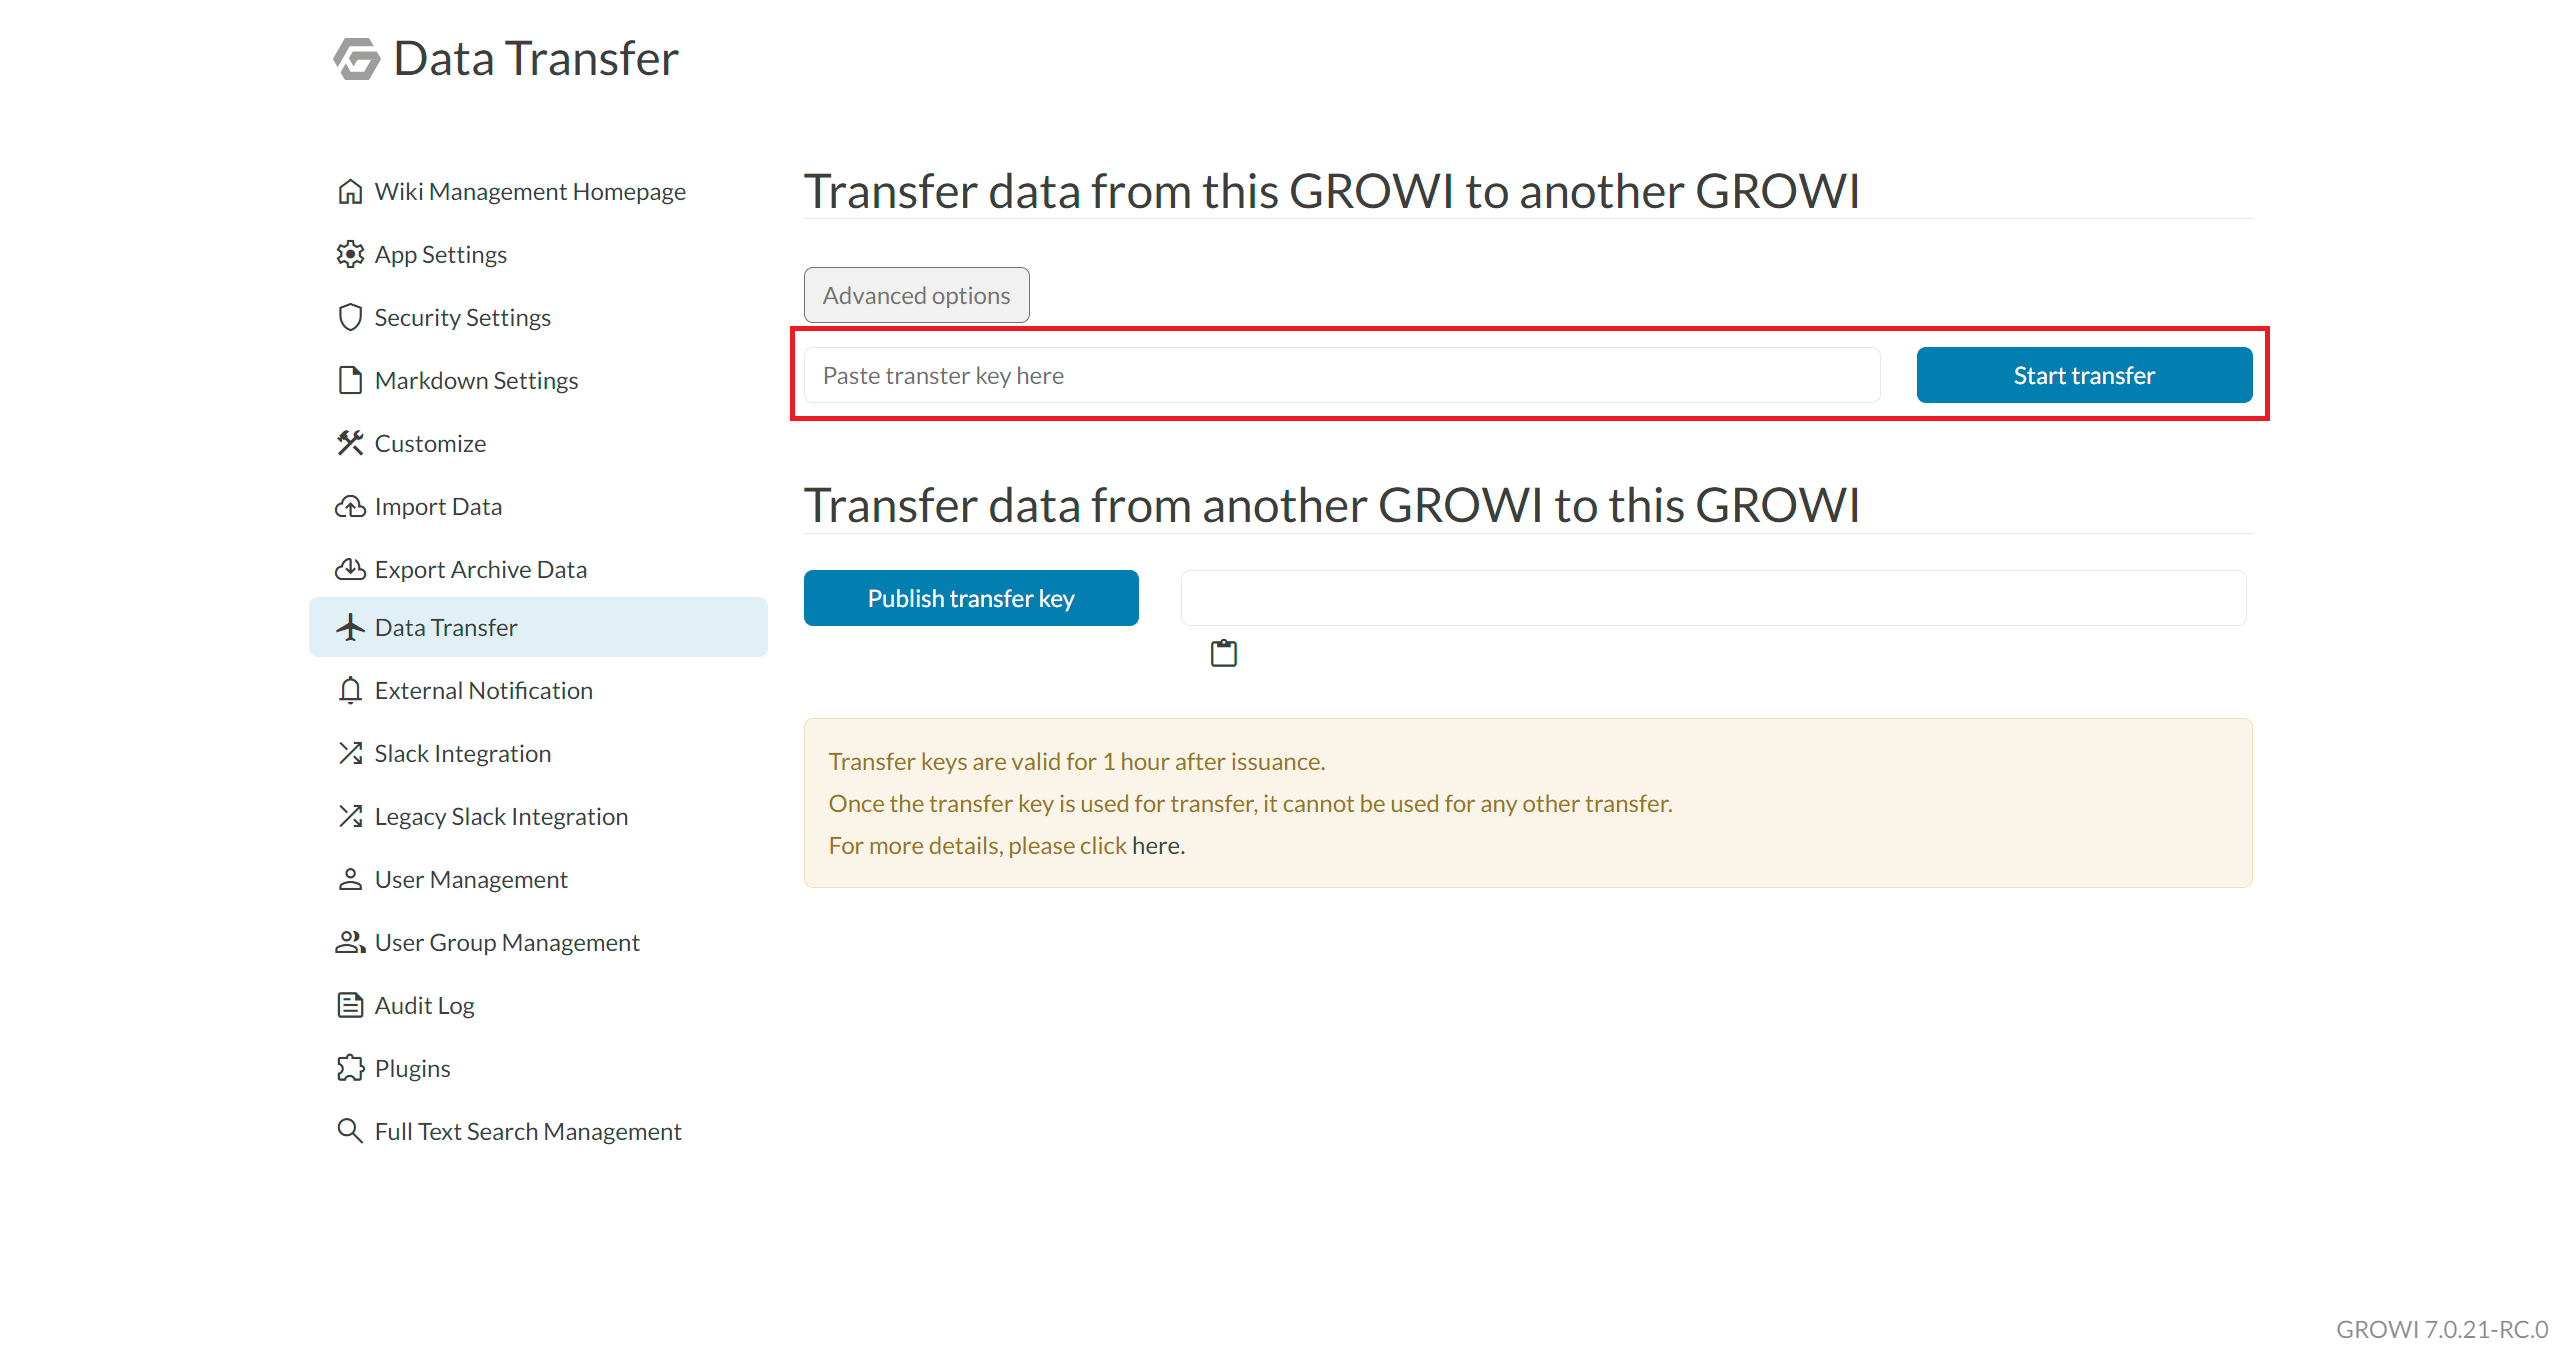 Data Transfer
Wiki Management Homepage
App Settings
Security Settings
Markdown Settings
Customize
Import Data
Export Archive Data
Data Transfer
External Notification
Slack Integration
Legacy Slack Integration
User Management
User Group Management
Audit Log
Plugins
Full Text Search Management
Transfer data from this GROWI to another GROWI
Advanced options
Paste transter key here
Start transfer
Transfer data from another GROWI to this GROWI
Publish transfer key
Transfer keys are valid for 1 hour after issuance.
Once the transfer key is used for transfer, it cannot be used for any other transfer.
For more details, please click here.
GROWI 7.0.21-RC.0